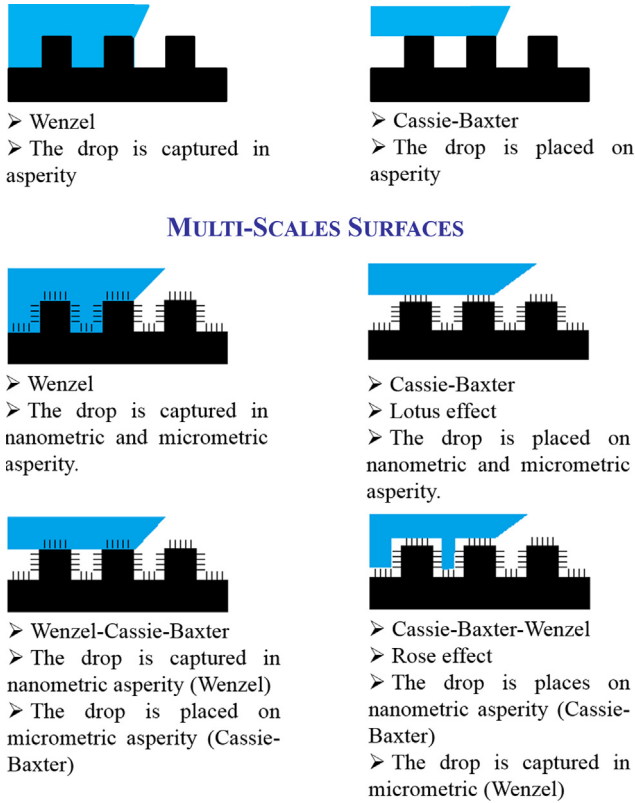 ➢ Wenzel
➢ The drop is captured in
asperity
➢ Cassie-Baxter
➢ The drop is placed on
asperity
MULTI-SCALES SURFACES
➢ Wenzel
➢ The drop is captured in
nanometric and micrometric
asperity.
➢ Cassie-Baxter
➢ Lotus effect
➢ The drop is placed on
nanometric and micrometric
asperity.
➢ Wenzel-Cassie-Baxter
➢ The drop is captured in
nanometric asperity (Wenzel)
➢ The drop is placed on
micrometric asperity (Cassie-
Baxter)
➢ Cassie-Baxter-Wenzel
➢ Rose effect
➢ The drop is places on
nanometric asperity (Cassie-
Baxter)
➢ The drop is captured in
micrometric (Wenzel)